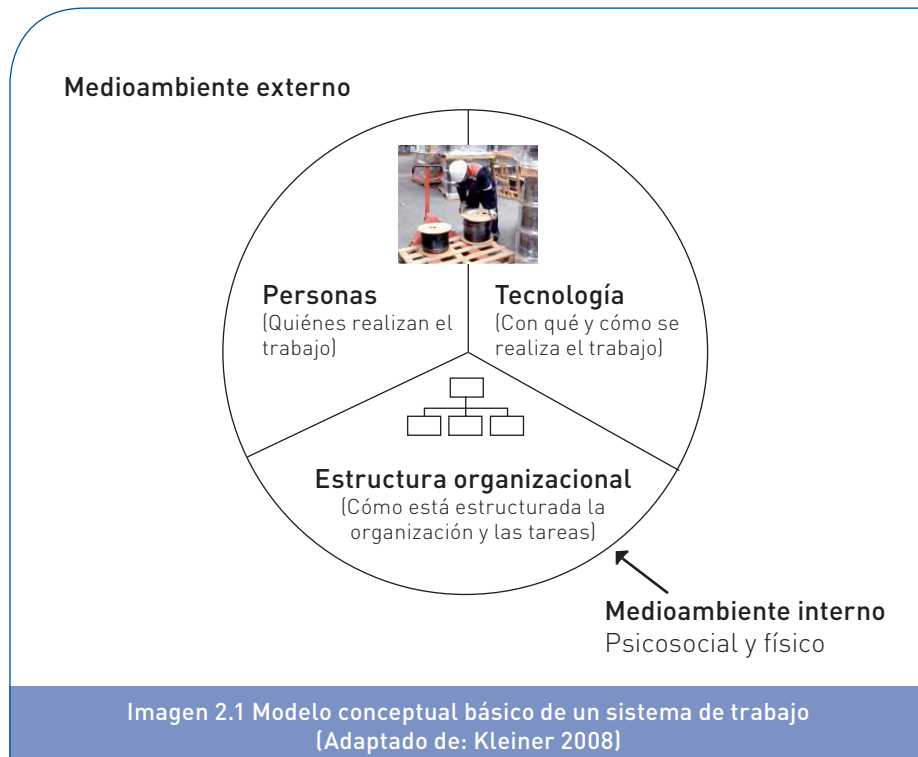 Medioambiente externo
Personas
(Quiénes realizan el
trabajo)
Tecnología
(Con qué y cómo se
realiza el trabajo)
Estructura organizacional
(Cómo está estructurada la
organización y las tareas)
Medioambiente interno
Psicosocial y físico
Imagen 2.1 Modelo conceptual básico de un sistema de trabajo
(Adaptado de: Kleiner 2008)